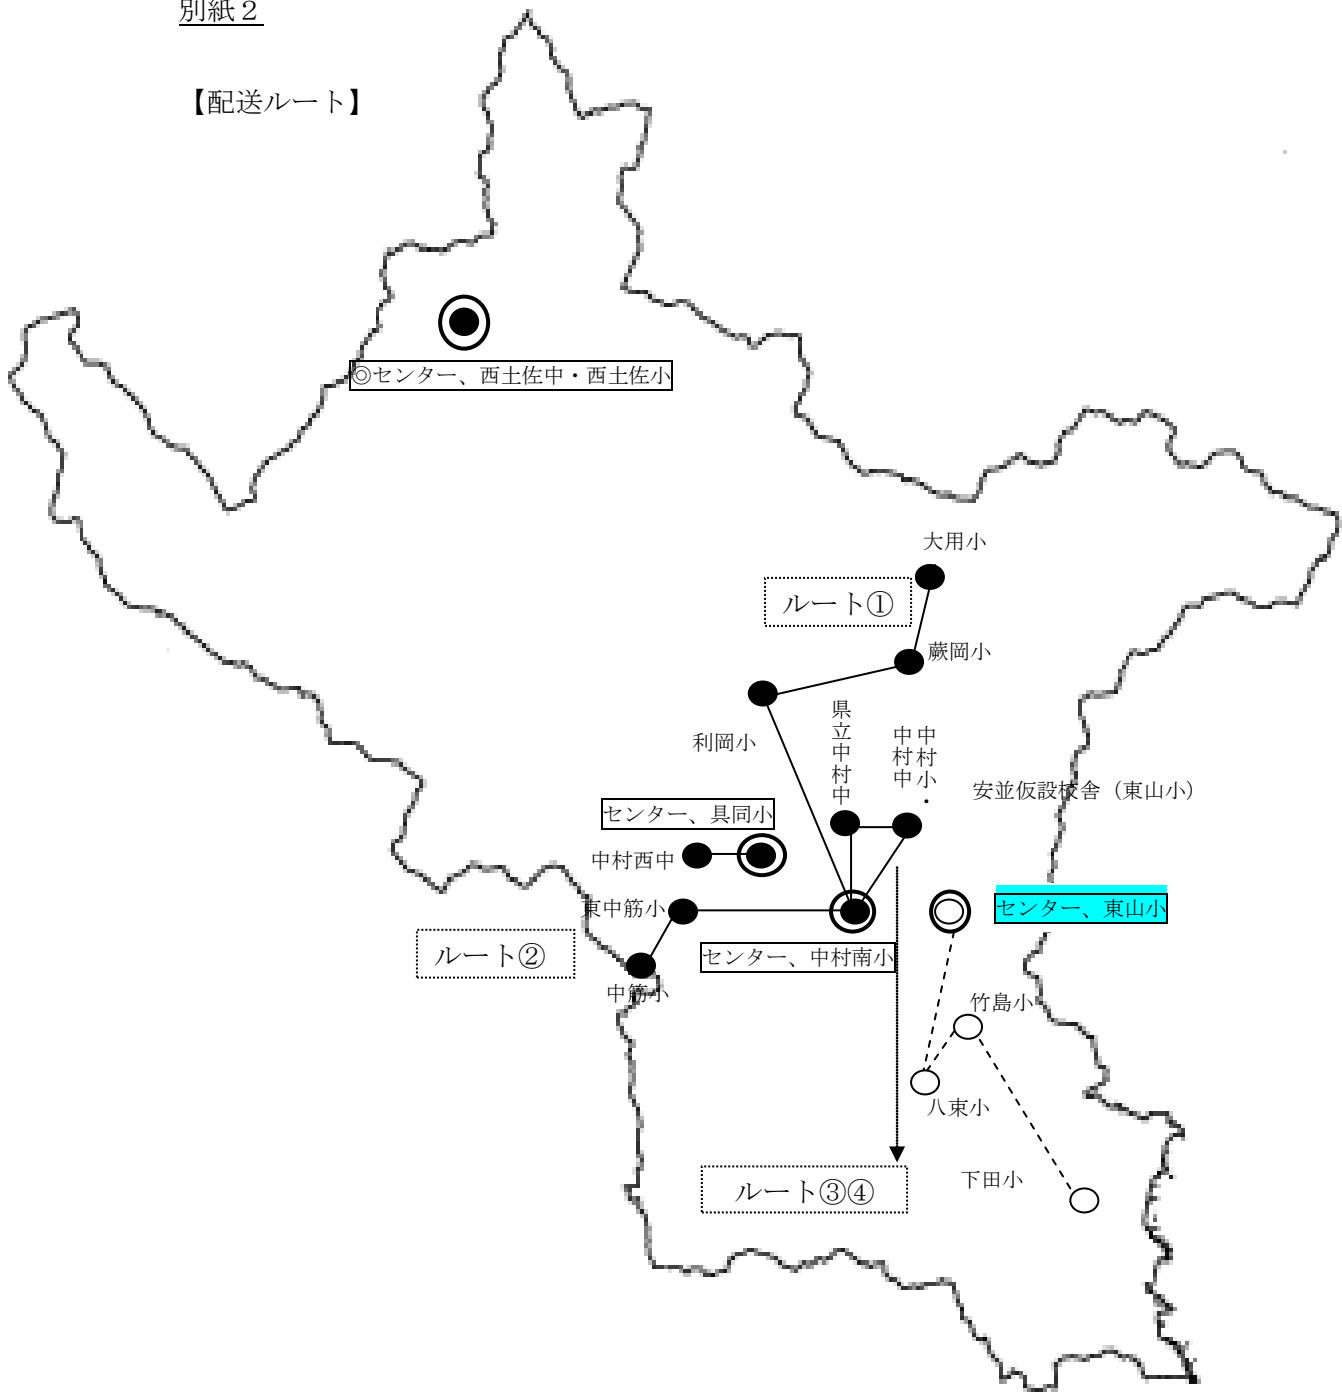 別紙２
【配送ルート】
◎センター、西土佐中・西土佐小
大用小
ルート①
蕨岡小
利岡小
県立中村中
中村小・
中村中
安並仮設校舎（東山小）
センター、具同小
中村西中
東中筋小
センター、東山小
ルート②
センター、中村南小
中筋小
竹島小
八束小
下田小
ルート③④